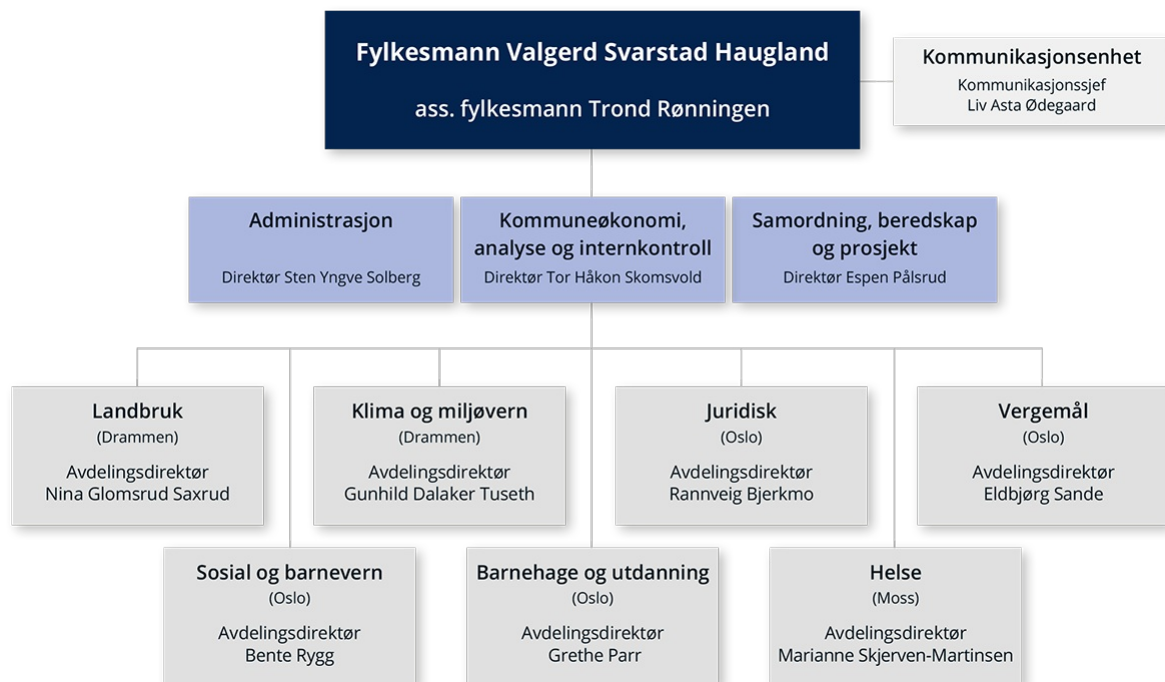 Fylkesmann Valgerd Svarstad Haugland
ass. fylkesmann Trond Rønningen
Kommunikasjonsenhet
Kommunikasjonssjef
Liv Asta Ødegaard
Administrasjon
Direktør Sten Yngve Solberg
Kommuneøkonomi,
analyse og internkontroll
Direktør Tor Håkon Skomsvold
Samordning, beredskap
og prosjekt
Direktør Espen Pålsrud
Landbruk
(Drammen)
Avdelingsdirektør
Nina Glomsrud Saxrud
Klima og miljøvern
(Drammen)
Avdelingsdirektør
Gunhild Dalaker Tuseth
Juridisk
(Oslo)
Avdelingsdirektør
Rannveig Bjerkmo
Vergemål
(Oslo)
Avdelingsdirektør
Eldbjørg Sande
Sosial og barnevern
(Oslo)
Avdelingsdirektør
Bente Rygg
Barnehage og utdanning
(Oslo)
Avdelingsdirektør
Grethe Parr
Helse
(Moss)
Avdelingsdirektør
Marianne Skjerven-Martinsen